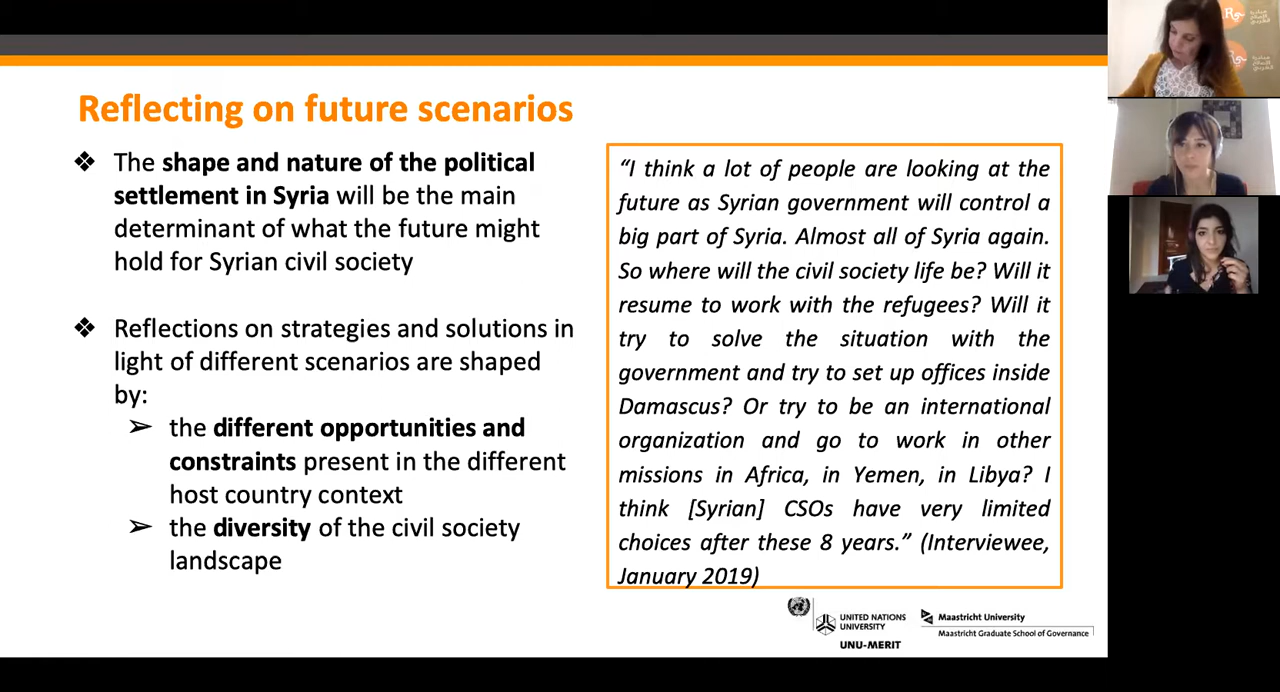 Reflecting on future scenarios
❖ The shape and nature of the political
settlement in Syria will be the main
determinant of what the future might
hold for Syrian civil society
❖ Reflections on strategies and solutions in
light of different scenarios are shaped
by:
➢ the different opportunities and
constraints present in the different
host country context
➢ the diversity of the civil society
landscape
“I think a lot of people are looking at the
future as Syrian government will control a
big part of Syria. Almost all of Syria again.
So where will the civil society life be? Will it
resume to work with the refugees? Will it
try to solve the situation with the
government and try to set up offices inside
Damascus? Or try to be an international
organization and go to work in other
missions in Africa, in Yemen, in Libya? I
think [Syrian] CSOs have very limited
choices after these 8 years.” (Interviewee,
January 2019)
UNITED NATIONS
UNIVERSITY
UNU-MERIT
Maastricht University
Maastricht Graduate School of Governance